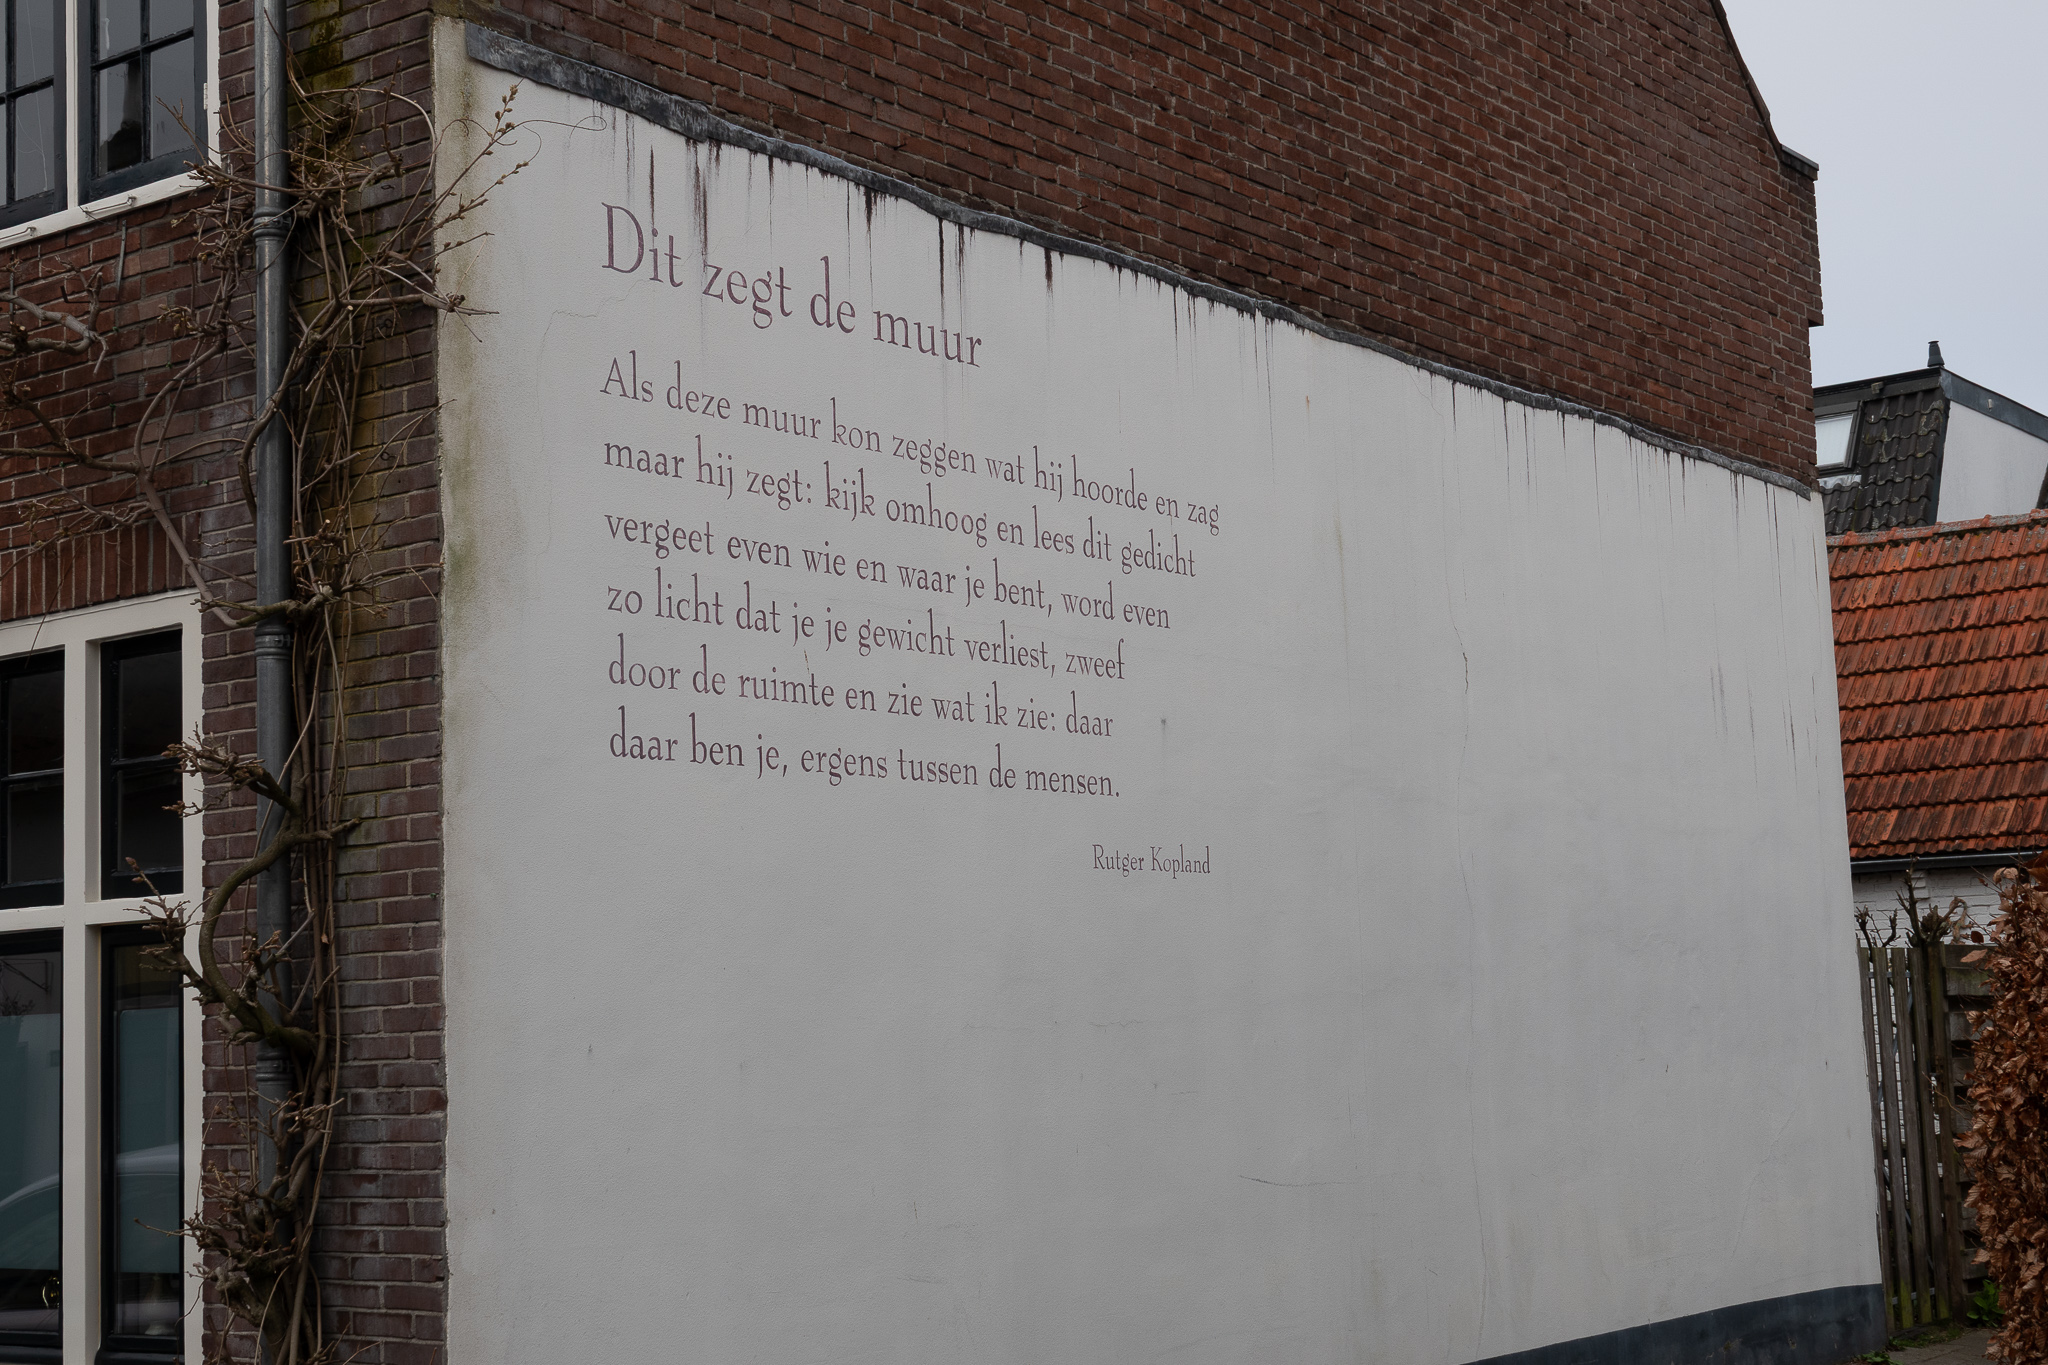 Dit zegt de muur
Als deze muur kon zeggen wat hij hoorde en zag
maar hij zegt: kijk omhoog en lees dit gedicht
vergeet even wie en waar je bent, word even
zo licht dat je je gewicht verliest, zweef
door de ruimte en zie wat ik zie: daar
daar ben je, ergens tussen de mensen.
Rutger Kopland